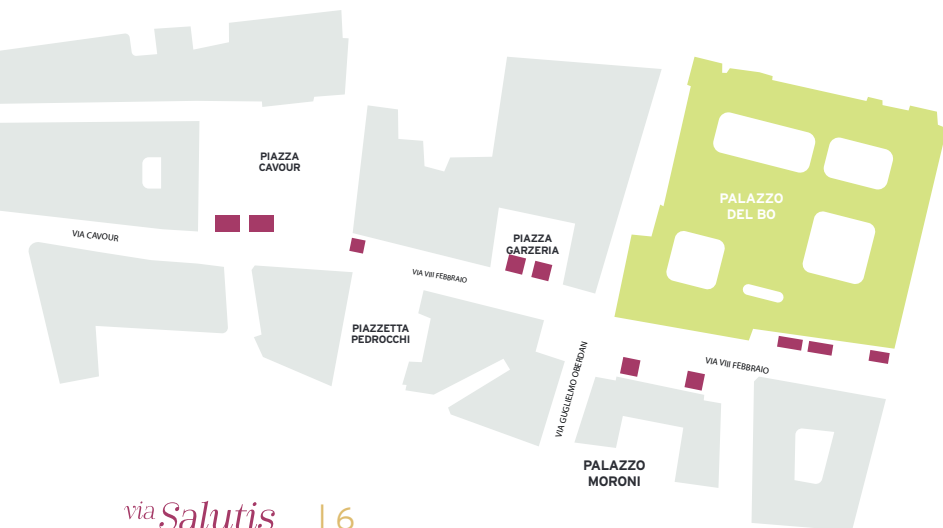 PIAZZA
CAVOUR
PALAZZO
DEL BO
VIA CAVOUR
PIAZZA
GARZERIA
VIA VIII FEBBRAIO
PIAZZETTA
PEDROCCHI
VIA GUGLIELMO OBERDAN
VIA VIII FEBBRAIO
PALAZZO
MORONI
via Salutis | 6